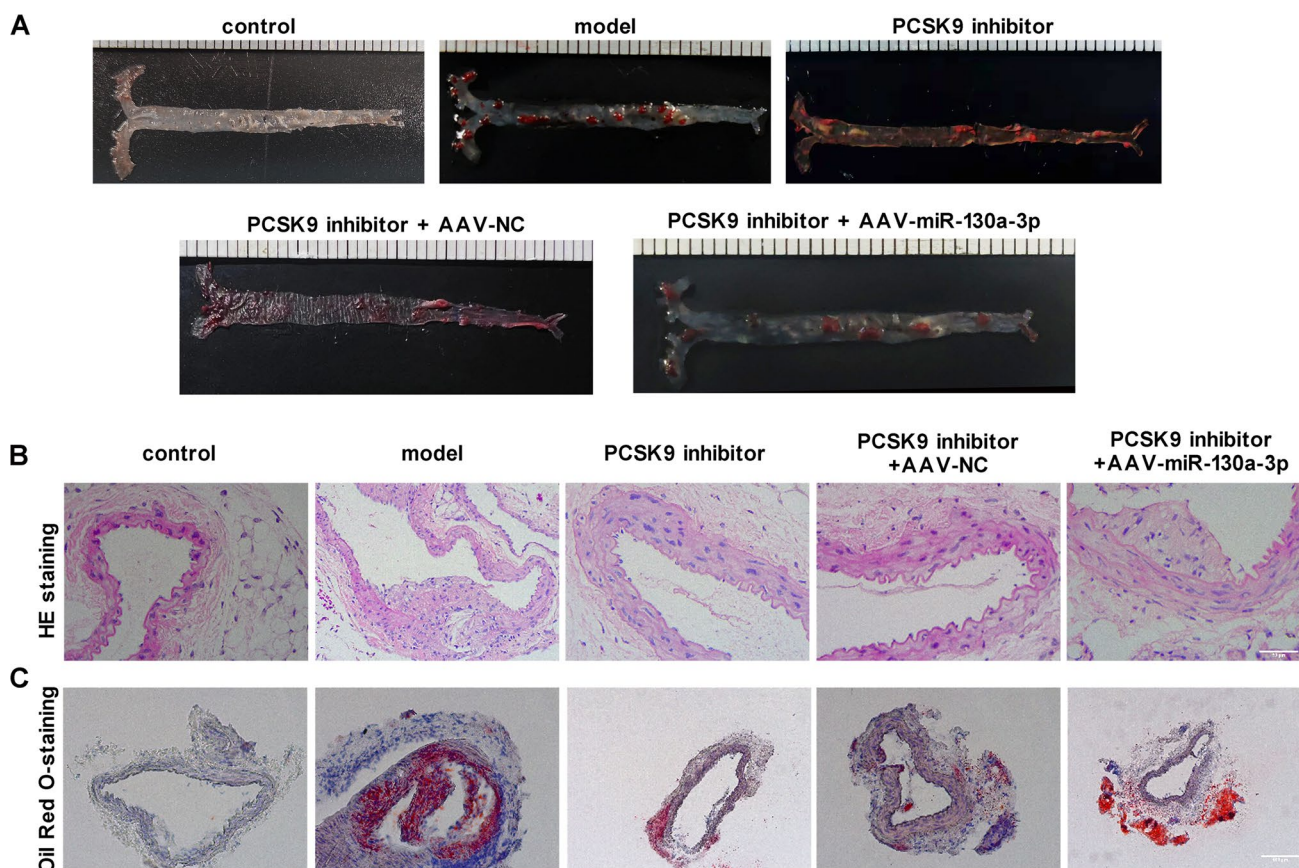 A
control
model
PCSK9 inhibitor
PCSK9 inhibitor + AAV-NC
PCSK9 inhibitor + AAV-miR-130a-3p
B
control
model
PCSK9 inhibitor
PCSK9 inhibitor
+AAV-NC
PCSK9 inhibitor
+AAV-miR-130a-3p
HE staining
C
Oil Red O-staining